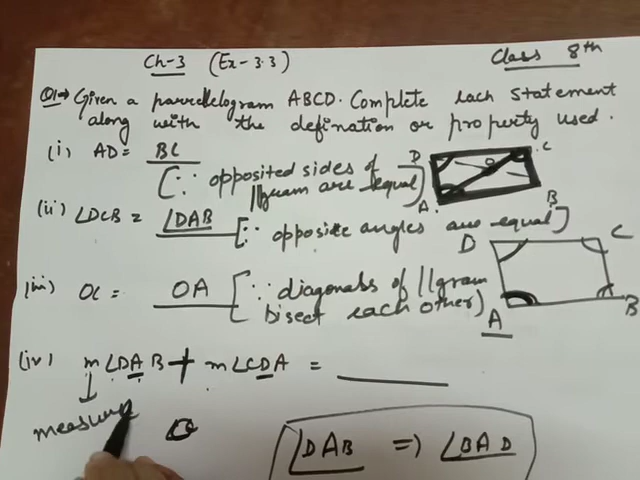 Ch-3 (Ex-3.3) Class 8th
Q1→ Given a parrellelogram ABCD. Complete each statement
along with the defination or property used.
(i) AD = BC
[∵ opposited sides of
||gram are equal]
D C
O
A B
(ii) ∠DCB = ∠DAB [∵ opposite angles are equal]
D C
(iii) OC = OA [∵ diagonals of ||gram
bisect each other)
A B
(iv) m∠DAB + m∠CDA = ______
measure
∠DAB => ∠BAD